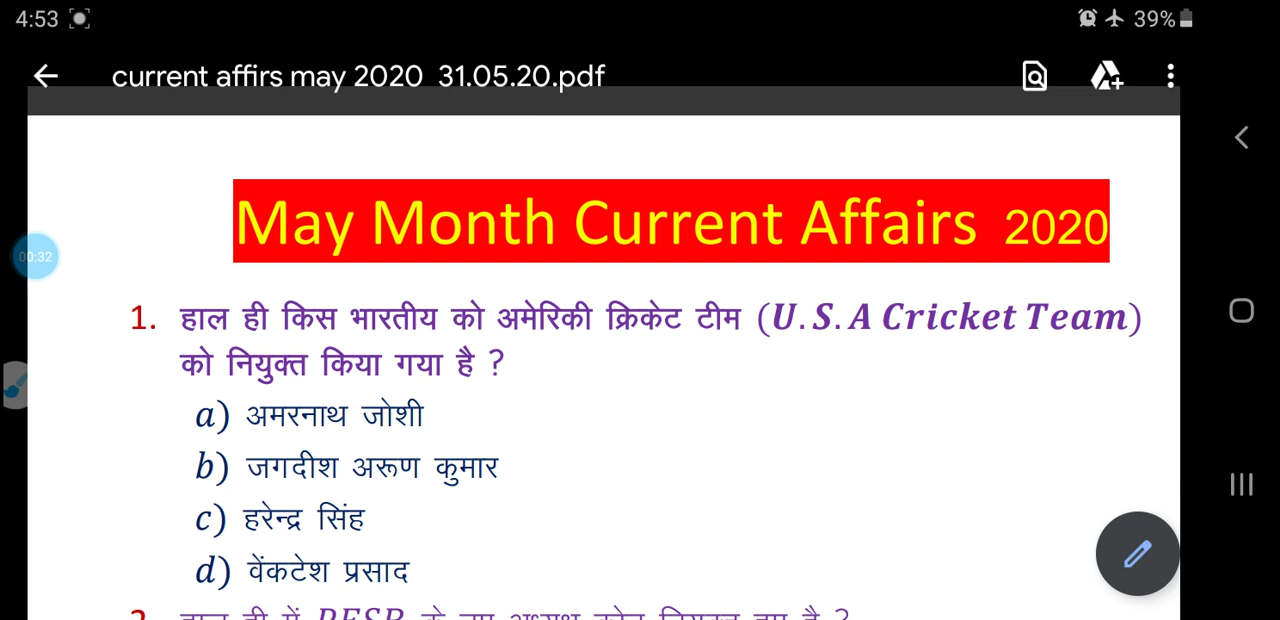 4:53 39%
current affirs may 2020 31.05.20.pdf
May Month Current Affairs 2020
00:32
1. हाल ही किस भारतीय को अमेरिकी क्रिकेट टीम (U.S.A Cricket Team)
को नियुक्त किया गया है ?
a) अमरनाथ जोशी
b) जगदीश अरूण कुमार
c) हरेन्द्र सिंह
d) वेंकटेश प्रसाद